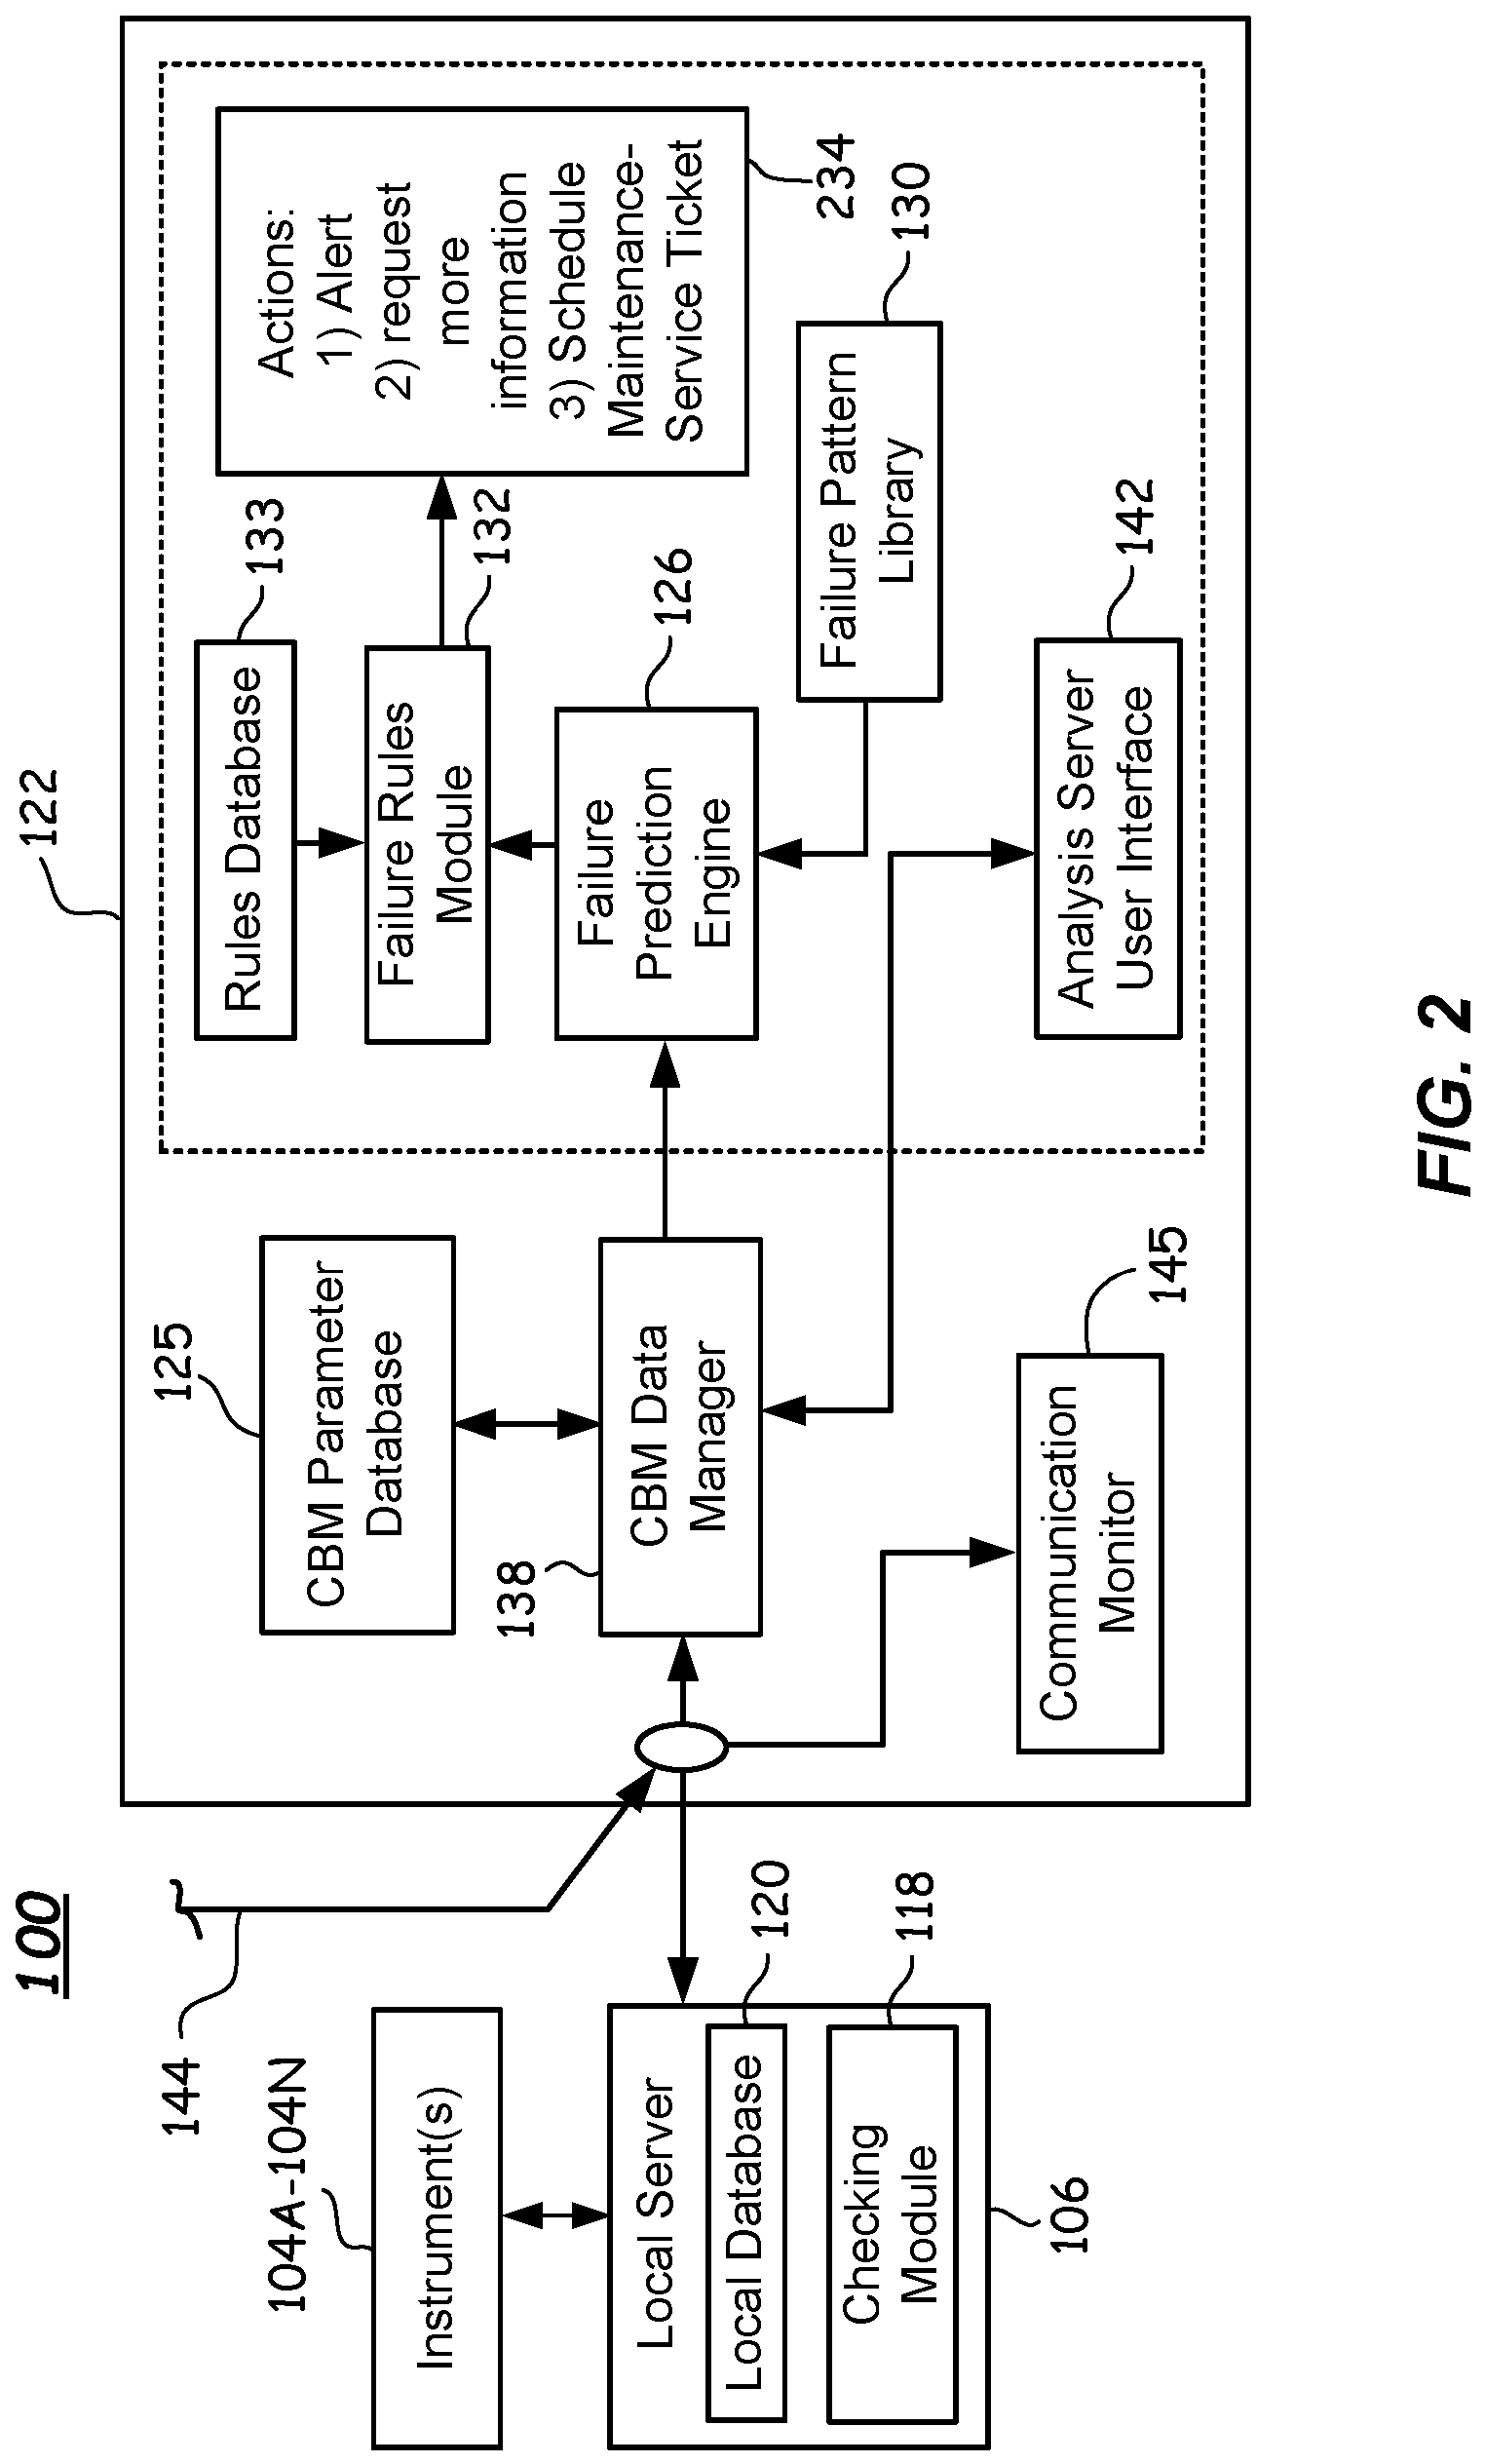 100
122
144
104A-104N
Instrument(s)
Local Server
Local Database
120
Checking
Module
118
106
125
CBM Parameter
Database
138
CBM Data
Manager
Communication
Monitor
145
Rules Database
133
Failure Rules
Module
132
Failure
Prediction
Engine
126
Actions:
1) Alert
2) request
more
information
3) Schedule
Maintenance-
Service Ticket
234
Failure Pattern
Library
130
Analysis Server
User Interface
142
FIG. 2